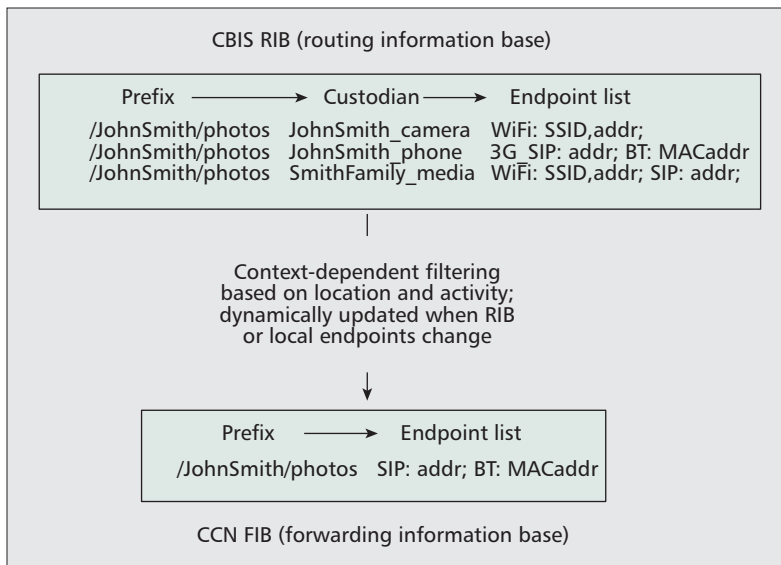 CBIS RIB (routing information base)
Prefix Custodian Endpoint list
/JohnSmith/photos JohnSmith_camera WiFi: SSID,addr;
/JohnSmith/photos JohnSmith_phone 3G_SIP: addr; BT: MACaddr
/JohnSmith/photos SmithFamily_media WiFi: SSID,addr; SIP: addr;
Context-dependent filtering
based on location and activity;
dynamically updated when RIB
or local endpoints change
Prefix Endpoint list
/JohnSmith/photos SIP: addr; BT: MACaddr
CCN FIB (forwarding information base)